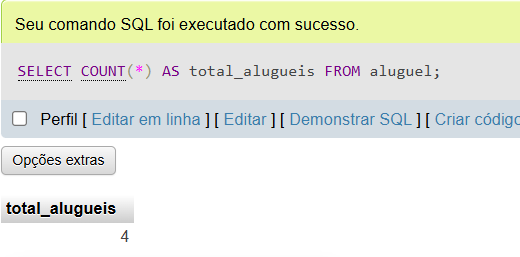 Seu comando SQL foi executado com sucesso.
SELECT COUNT(*) AS total_alugueis FROM aluguel;
Perfil [ Editar em linha ] [ Editar ] [ Demonstrar SQL ] [ Criar código
Opções extras
total_alugueis
4